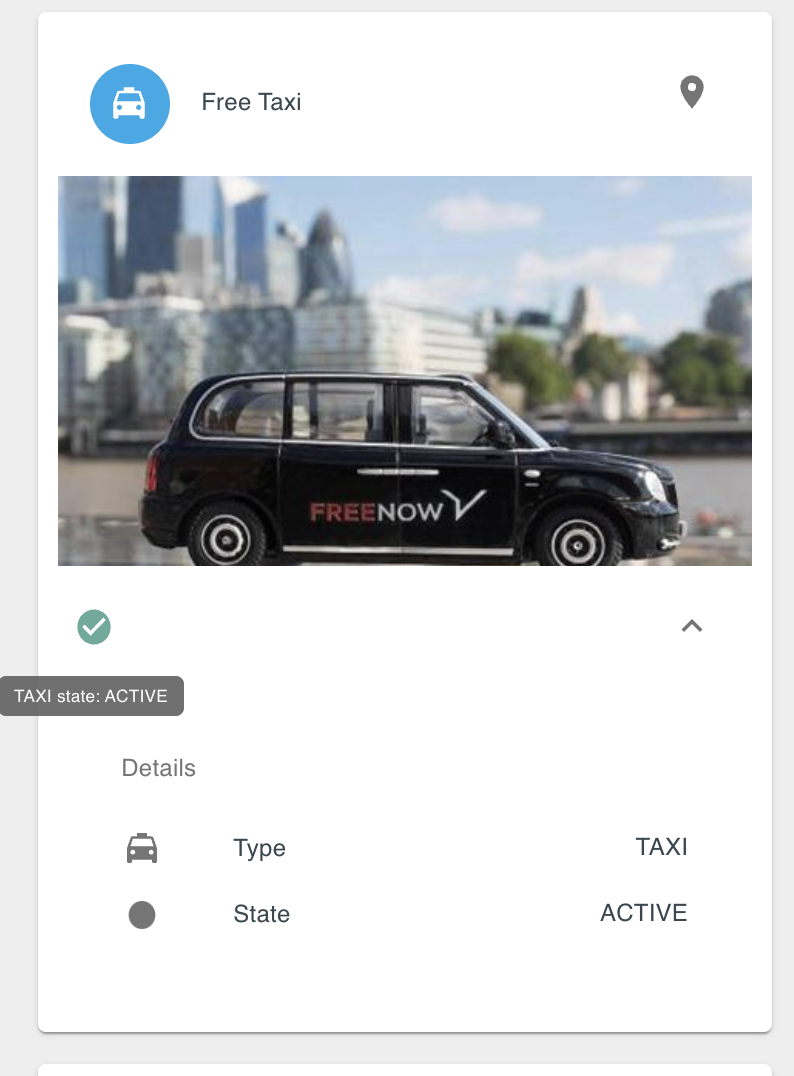 Free Taxi
FREENOW
TAXI state: ACTIVE
Details
Type TAXI
State ACTIVE